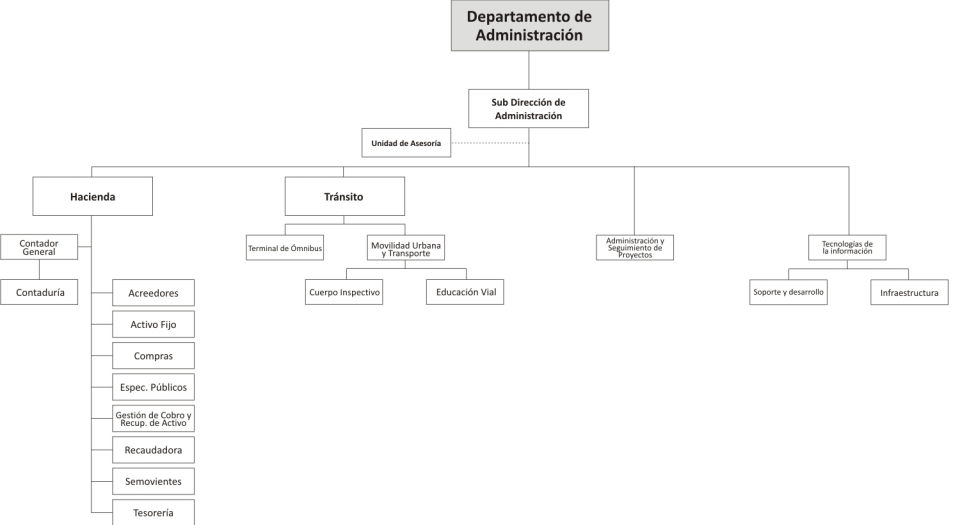 Departamento de
Administración
Sub Dirección de
Administración
Unidad de Asesoría
Hacienda
Tránsito
Contador
General
Terminal de Ómnibus
Movilidad Urbana
y Transporte
Administración y
Seguimiento de
Proyectos
Tecnologías de
la información
Contaduría
Acreedores
Cuerpo Inspectivo
Educación Vial
Soporte y desarrollo
Infraestructura
Activo Fijo
Compras
Espec. Públicos
Gestión de Cobro y
Recup. de Activo
Recaudadora
Semovientes
Tesorería